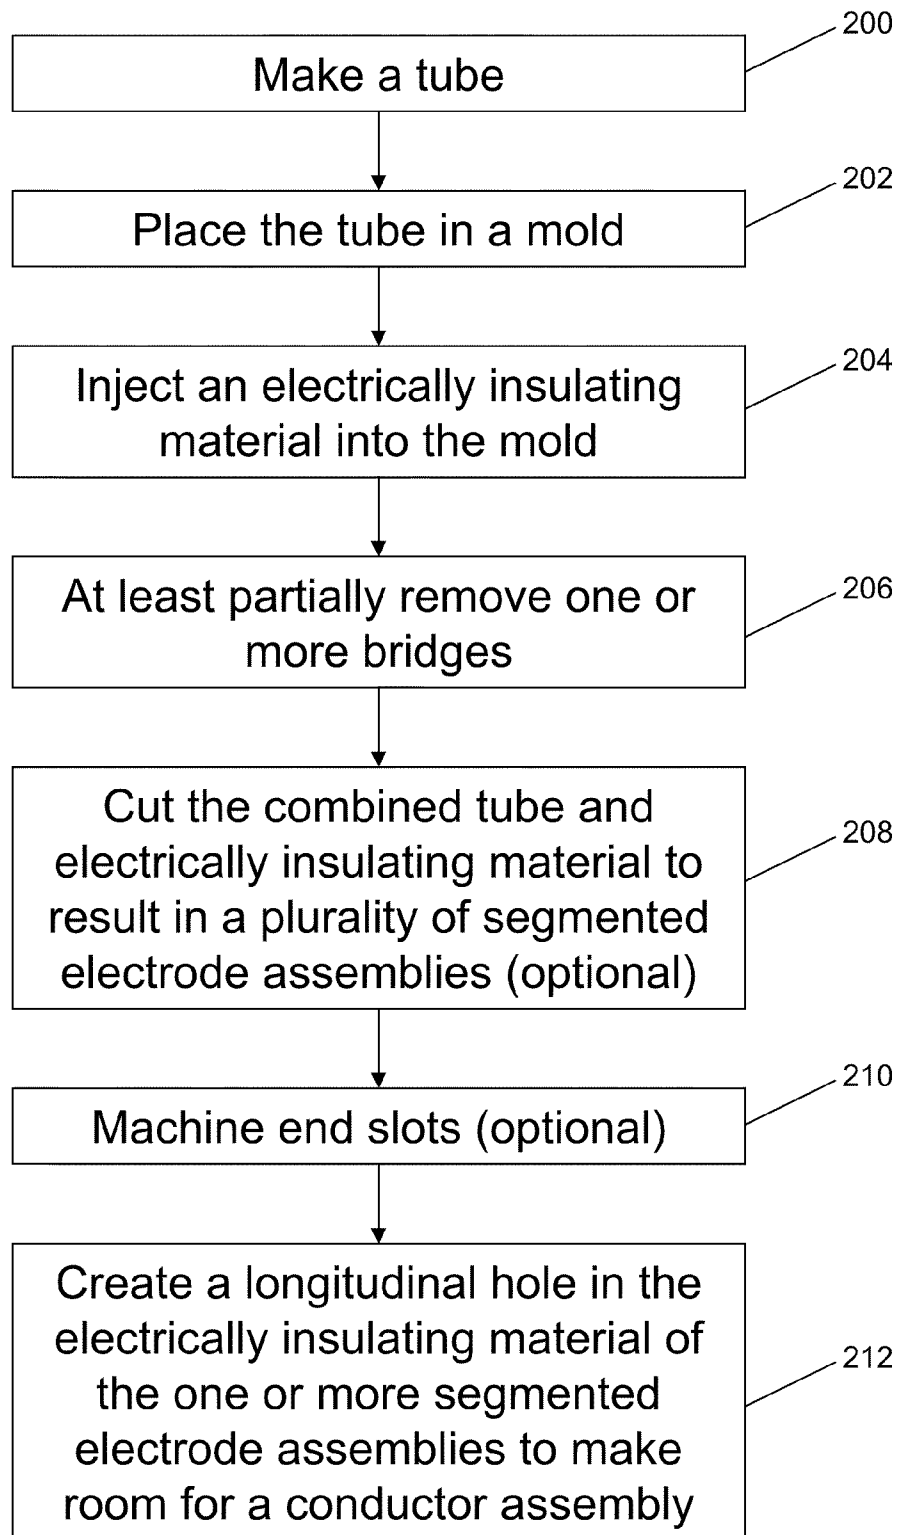 200
Make a tube
202
Place the tube in a mold
204
Inject an electrically insulating
material into the mold
206
At least partially remove one or
more bridges
208
Cut the combined tube and
electrically insulating material to
result in a plurality of segmented
electrode assemblies (optional)
210
Machine end slots (optional)
212
Create a longitudinal hole in the
electrically insulating material of
the one or more segmented
electrode assemblies to make
room for a conductor assembly